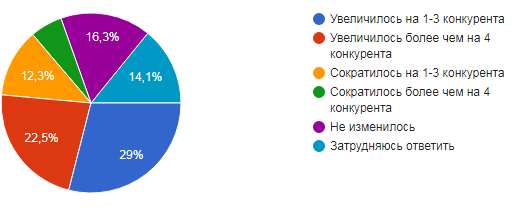 16,3%
12,3%
14,1%
22,5%
29%
Увеличилось на 1-3 конкурента
Увеличилось более чем на 4
конкурента
Сократилось на 1-3 конкурента
Сократилось более чем на 4
конкурента
Не изменилось
Затрудняюсь ответить